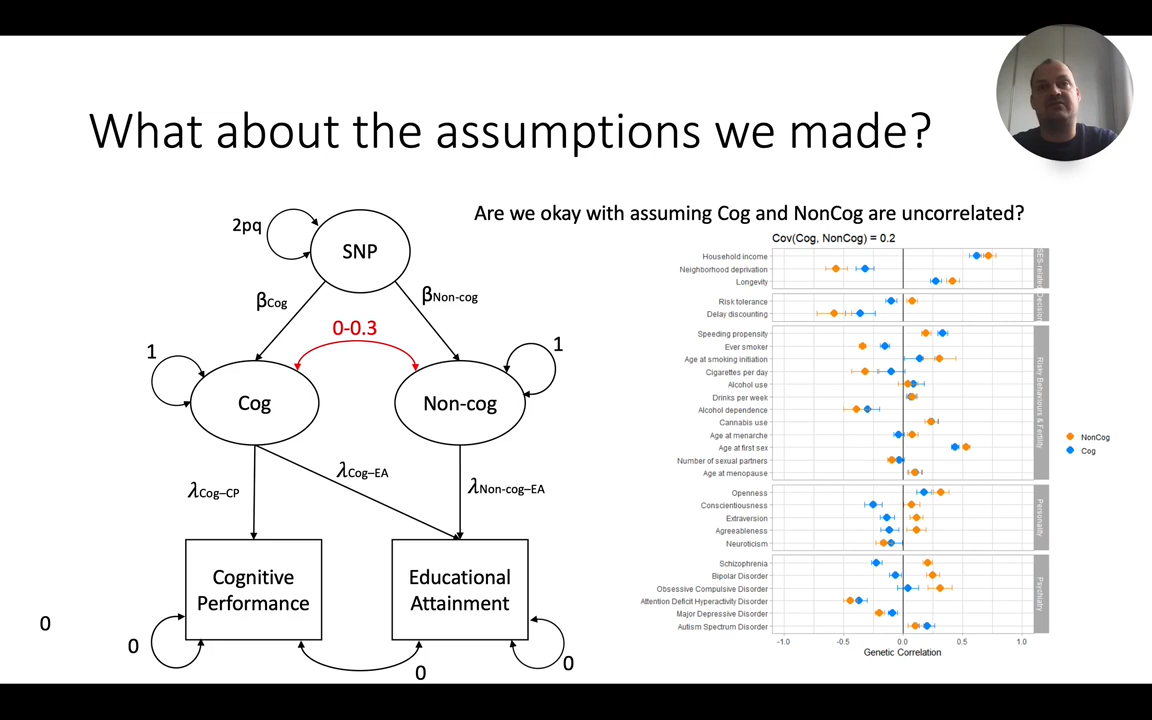 What about the assumptions we made?
Are we okay with assuming Cog and NonCog are uncorrelated?
2pq
SNP
βCog
βNon-cog
0-0.3
1
1
Cog
Non-cog
λCog–CP
λCog–EA
λNon-cog–EA
Cognitive
Performance
Educational
Attainment
0
0
0
0
Cov(Cog, NonCog) = 0.2
Household income
Neighborhood deprivation
Longevity
SES-related
Risk tolerance
Delay discounting
Decision
Speeding propensity
Ever smoker
Age at smoking initiation
Cigarettes per day
Alcohol use
Drinks per week
Alcohol dependence
Cannabis use
Age at menarche
Age at first sex
Number of sexual partners
Age at menopause
Risky Behaviours & Fertility
Openness
Conscientiousness
Extraversion
Agreeableness
Neuroticism
Personality
Schizophrenia
Bipolar Disorder
Obsessive Compulsive Disorder
Attention Deficit Hyperactivity Disorder
Major Depressive Disorder
Autism Spectrum Disorder
Psychiatry
-1.0 -0.5 0.0 0.5 1.0
Genetic Correlation
NonCog
Cog